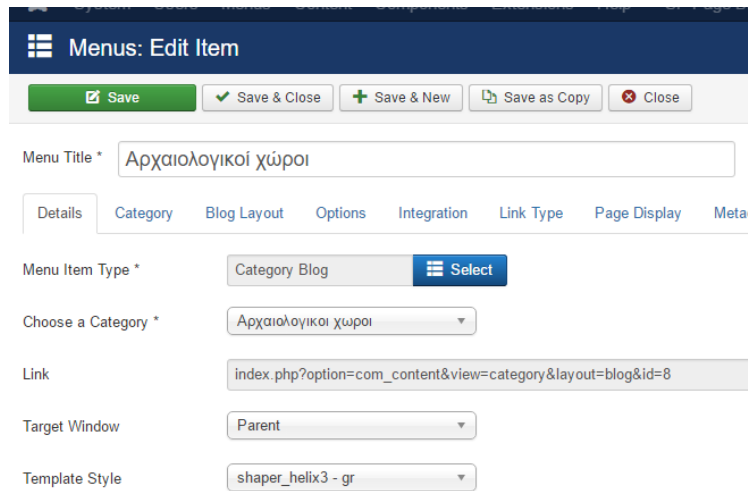 Menus: Edit Item
Save Save & Close Save & New Save as Copy Close
Menu Title * Αρχαιολογικοί χώροι
Details Category Blog Layout Options Integration Link Type Page Display Meta
Menu Item Type * Category Blog Select
Choose a Category * Αρχαιολογικοι χωροι
Link index.php?option=com_content&view=category&layout=blog&id=8
Target Window Parent
Template Style shaper_helix3 - gr